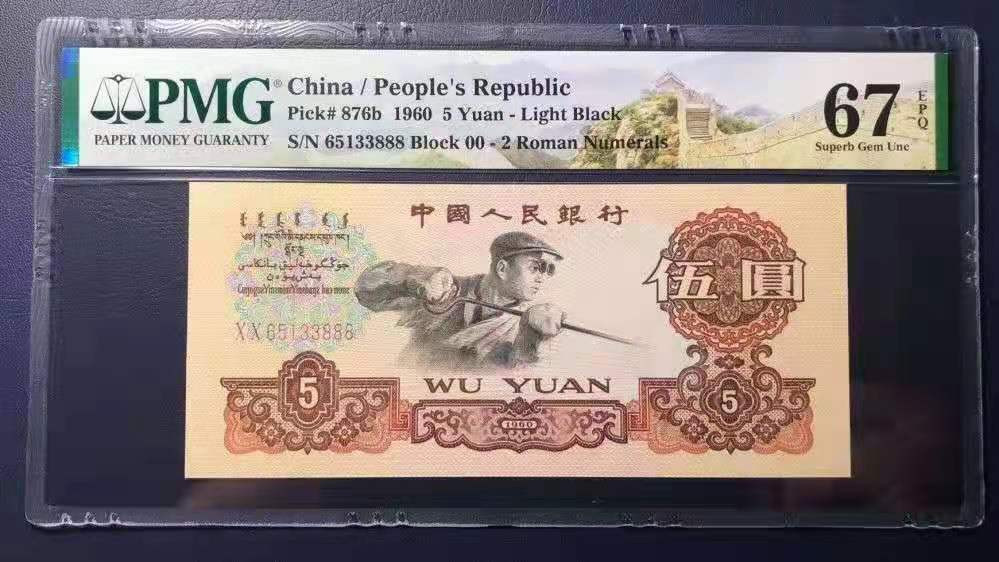 PMG®
PAPER MONEY GUARANTY
China / People's Republic
Pick# 876b 1960 5 Yuan - Light Black
S/N 65133888 Block 00 - 2 Roman Numerals
67
EPQ
Superb Gem Unc
中國人民銀行
伍圓
XX65133888
WU YUAN
5
1960
5